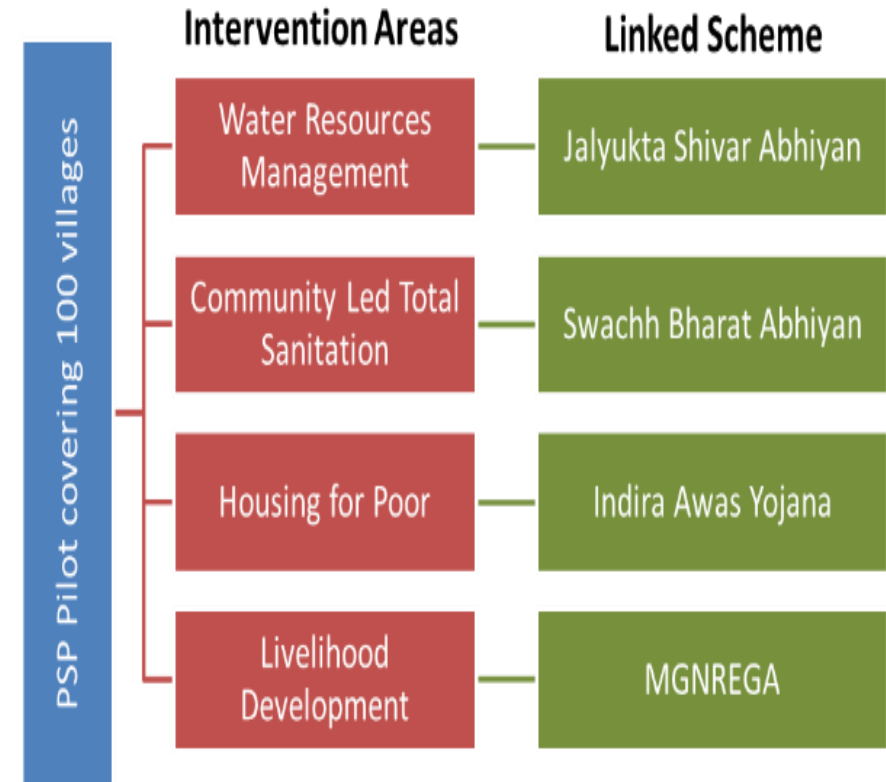 Intervention Areas
Linked Scheme
PSP Pilot covering 100 villages
Water Resources
Management
Jalyukta Shivar Abhiyan
Community Led Total
Sanitation
Swachh Bharat Abhiyan
Housing for Poor
Indira Awas Yojana
Livelihood
Development
MGNREGA